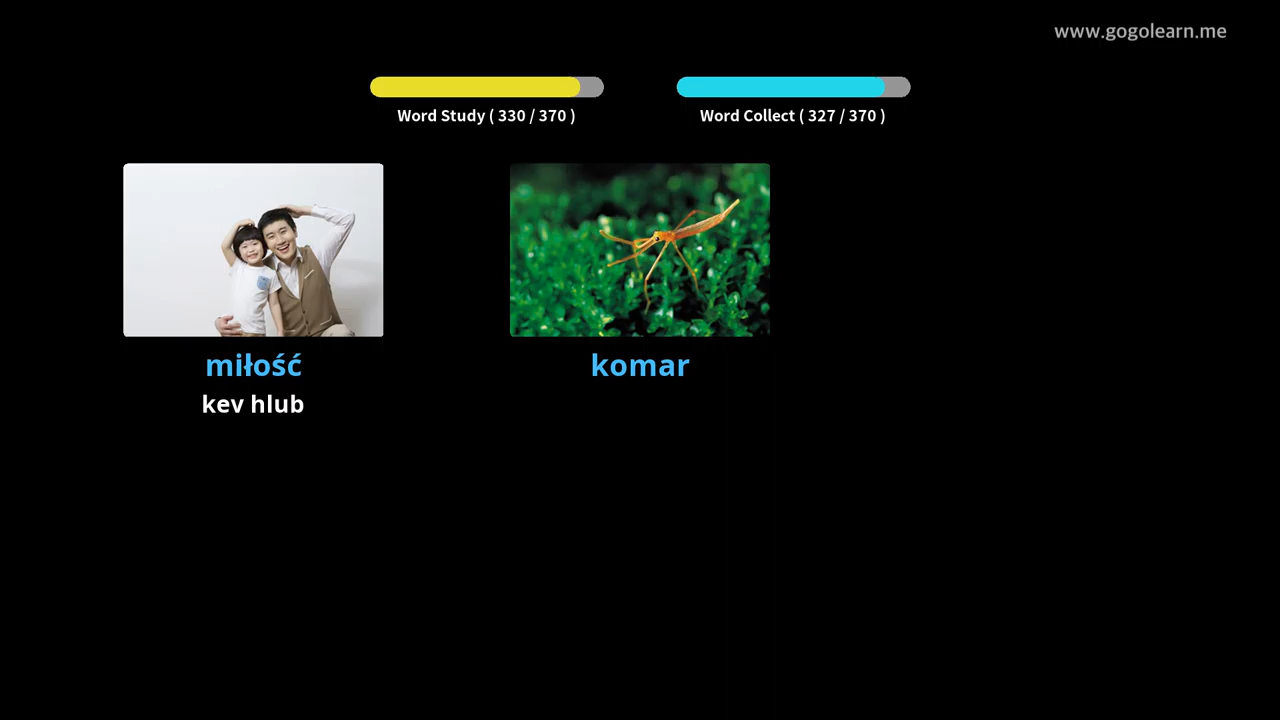 www.gogolearn.me
Word Study ( 330 / 370 )
Word Collect ( 327 / 370 )
miłość
komar
kev hlub